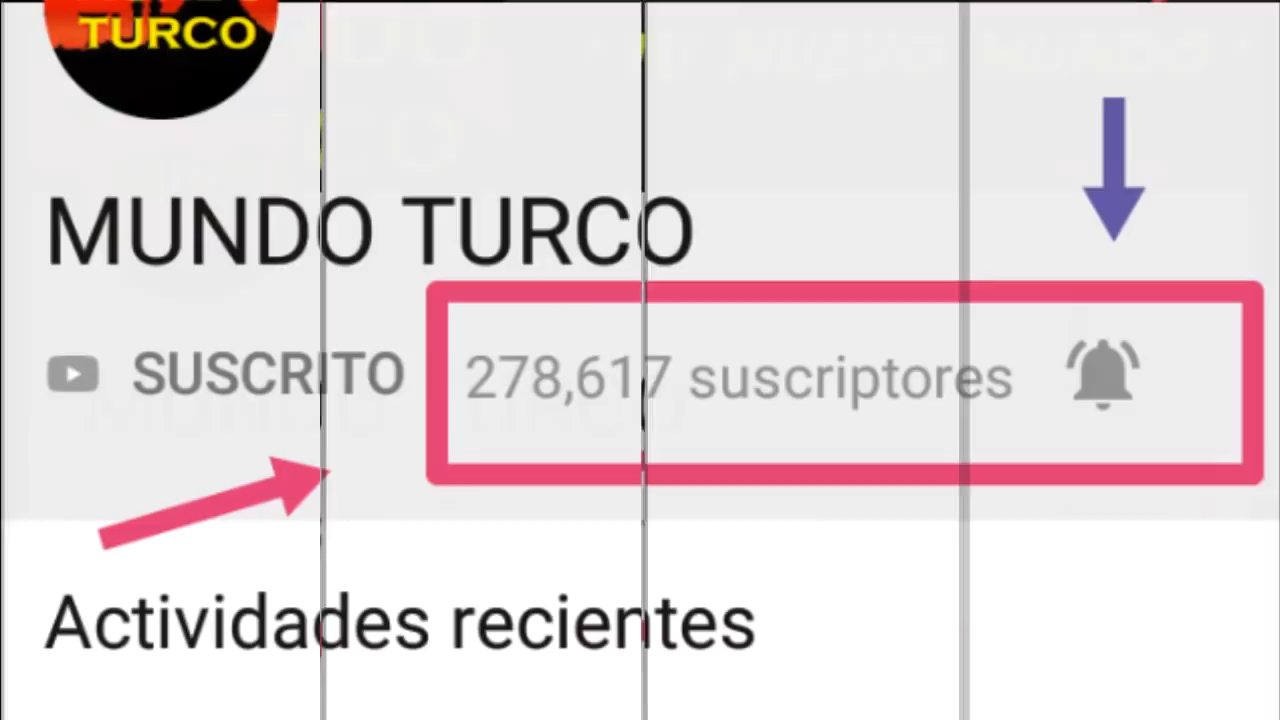 TURCO
MUNDO TURCO
SUSCRITO 278,617 suscriptores
Actividades recientes